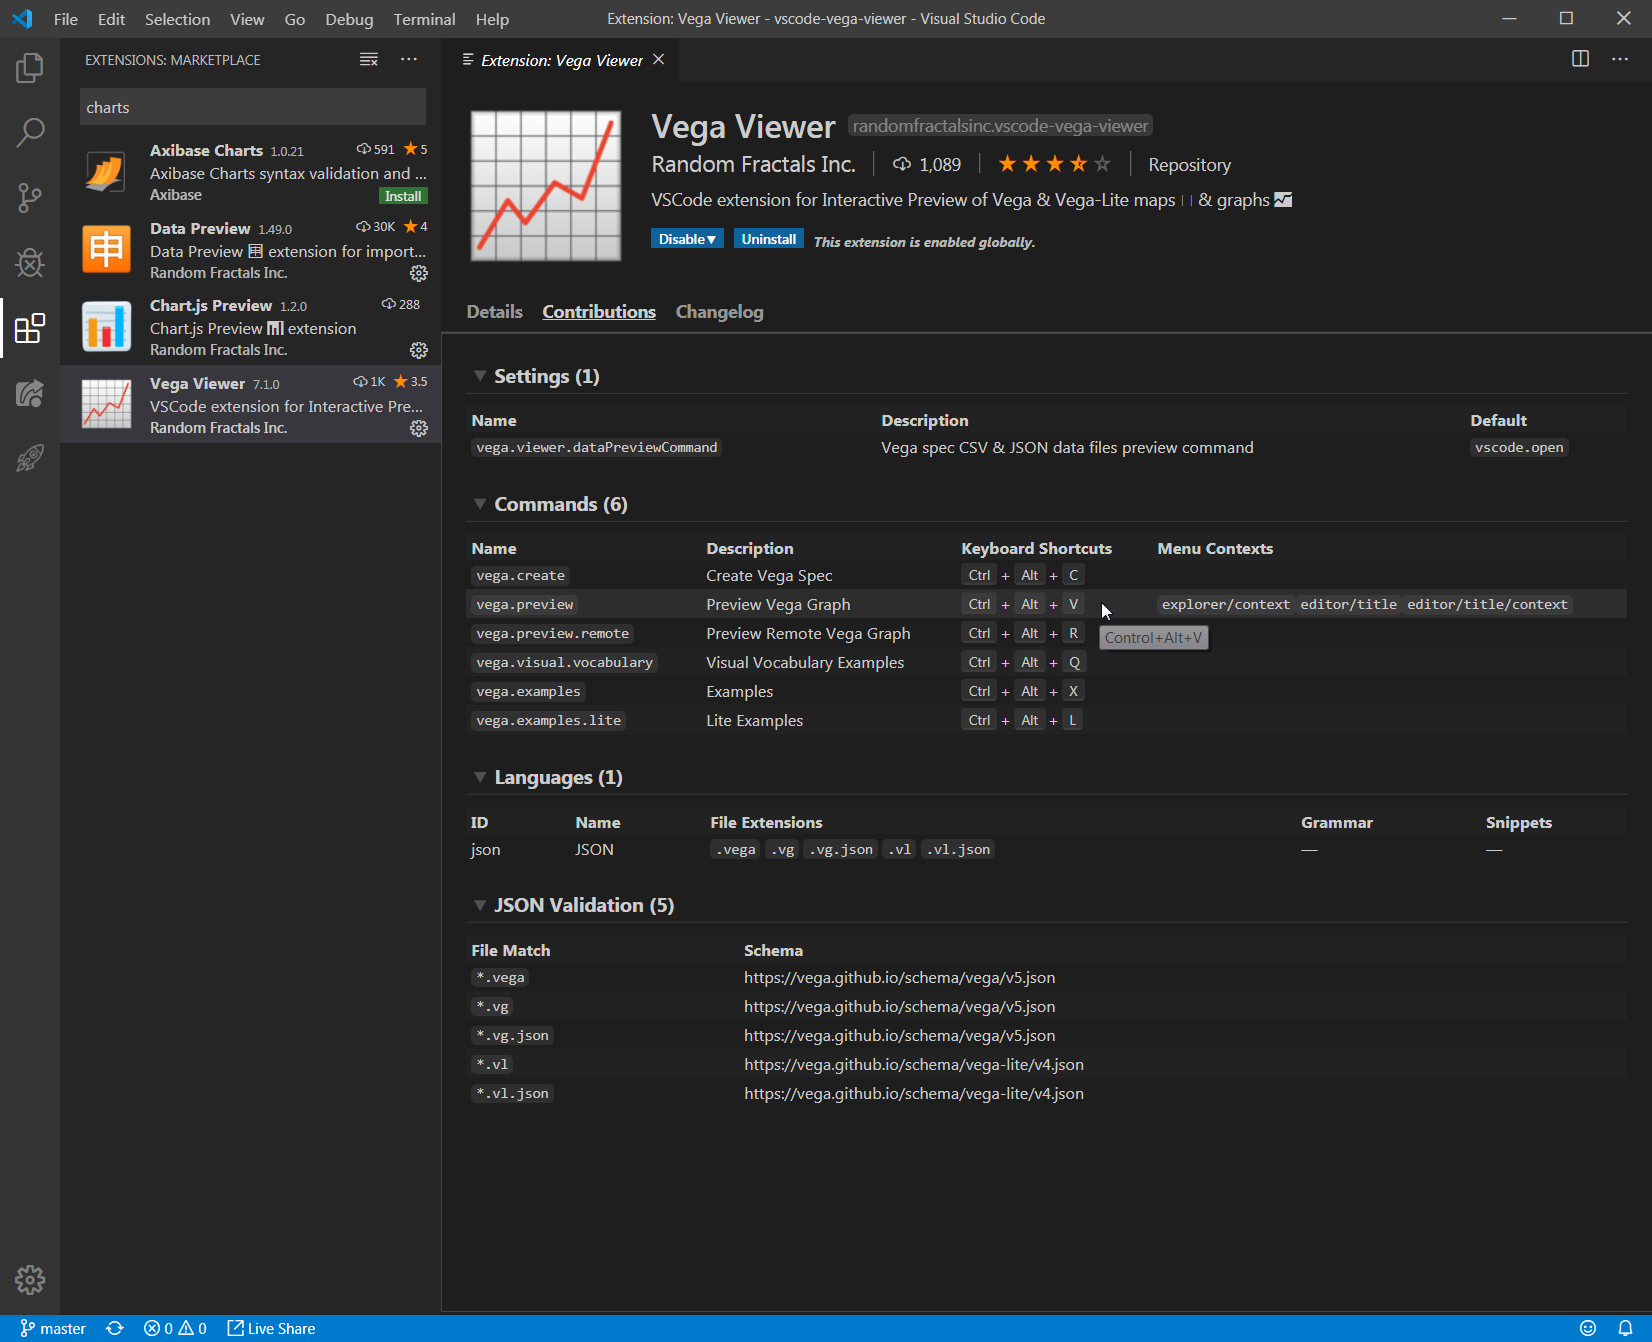 File Edit Selection View Go Debug Terminal Help Extension: Vega Viewer - vscode-vega-viewer - Visual Studio Code
EXTENSIONS: MARKETPLACE
charts
Axibase Charts 1.0.21 591 ★ 5
Axibase Charts syntax validation and ...
Axibase Install
Data Preview 1.49.0 30K ★ 4
Data Preview 🈸 extension for import...
Random Fractals Inc.
Chart.js Preview 1.2.0 288
Chart.js Preview 📊 extension
Random Fractals Inc.
Vega Viewer 7.1.0 1K ★ 3.5
VSCode extension for Interactive Pre...
Random Fractals Inc.
Extension: Vega Viewer
Vega Viewer randomfractalsinc.vscode-vega-viewer
Random Fractals Inc. 1,089 Repository
VSCode extension for Interactive Preview of Vega & Vega-Lite maps & graphs 📈
Disable▼ Uninstall This extension is enabled globally.
Details Contributions Changelog
Settings (1)
Name Description Default
vega.viewer.dataPreviewCommand Vega spec CSV & JSON data files preview command vscode.open
Commands (6)
Name Description Keyboard Shortcuts Menu Contexts
vega.create Create Vega Spec Ctrl + Alt + C
vega.preview Preview Vega Graph Ctrl + Alt + V explorer/context editor/title editor/title/context
vega.preview.remote Preview Remote Vega Graph Ctrl + Alt + R
Control+Alt+V
vega.visual.vocabulary Visual Vocabulary Examples Ctrl + Alt + Q
vega.examples Examples Ctrl + Alt + X
vega.examples.lite Lite Examples Ctrl + Alt + L
Languages (1)
ID Name File Extensions Grammar Snippets
json JSON .vega .vg .vg.json .vl .vl.json — —
JSON Validation (5)
File Match Schema
*.vega https://vega.github.io/schema/vega/v5.json
*.vg https://vega.github.io/schema/vega/v5.json
*.vg.json https://vega.github.io/schema/vega/v5.json
*.vl https://vega.github.io/schema/vega-lite/v4.json
*.vl.json https://vega.github.io/schema/vega-lite/v4.json
master 0 0 Live Share